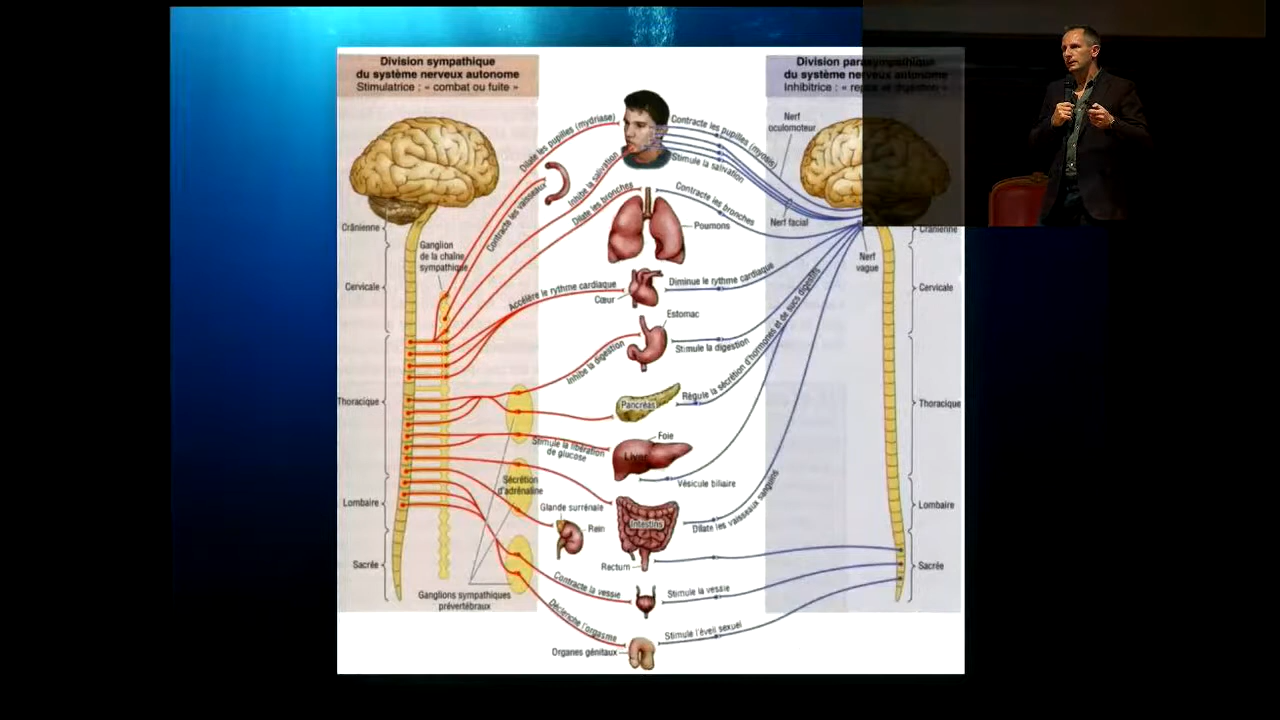 Division sympathique
du système nerveux autonome
Stimulatrice : « combat ou fuite »
Division parasympathique
du système nerveux autonome
Inhibitrice : « repos et digestion »
Dilate les pupilles (mydriase)
Inhibe la salivation
Contracte les vaisseaux
Dilate les bronches
Contracte les pupilles (myosis)
Stimule la salivation
Nerf
oculomoteur
Nerf facial
Contracte les bronches
Poumons
Crânienne
Ganglion
de la chaîne
sympathique
Cervicale
Accélère le rythme cardiaque
Cœur
Diminue le rythme cardiaque
Nerf
vague
Crânienne
Cervicale
Estomac
Inhibe la digestion
Stimule la digestion
Régule la sécrétion d'hormones et de sucs digestifs
Pancréas
Thoracique
Thoracique
Stimule la libération
de glucose
Foie
Liver
Vésicule biliaire
Sécrétion
d'adrénaline
Glande surrénale
Rein
Intestins
Dilate les vaisseaux sanguins
Lombaire
Lombaire
Rectum
Sacrée
Sacrée
Ganglions sympathiques
prévertébraux
Contracte la vessie
Stimule la vessie
Déclenche l'orgasme
Stimule l'éveil sexuel
Organes génitaux